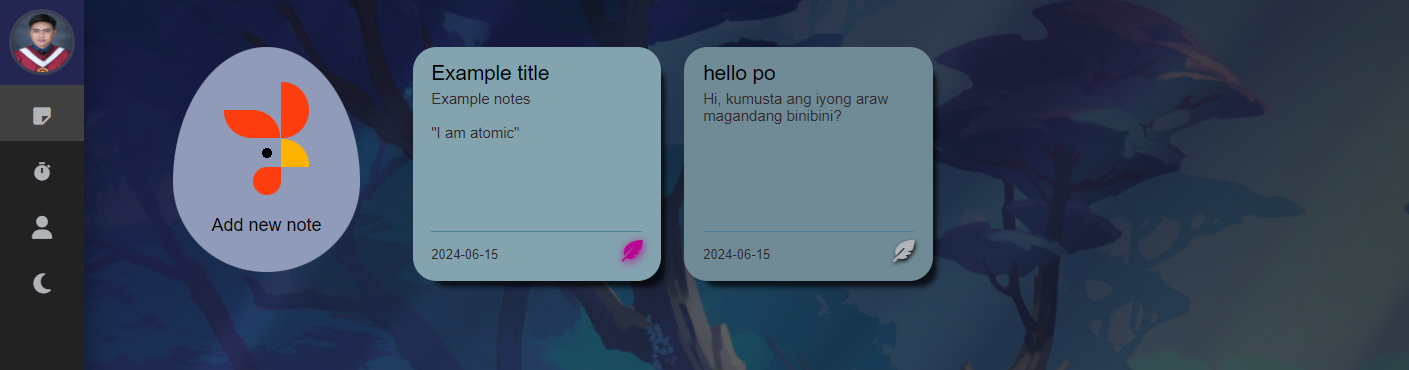 Add new note
Example title
Example notes
"I am atomic"
2024-06-15
hello po
Hi, kumusta ang iyong araw
magandang binibini?
2024-06-15